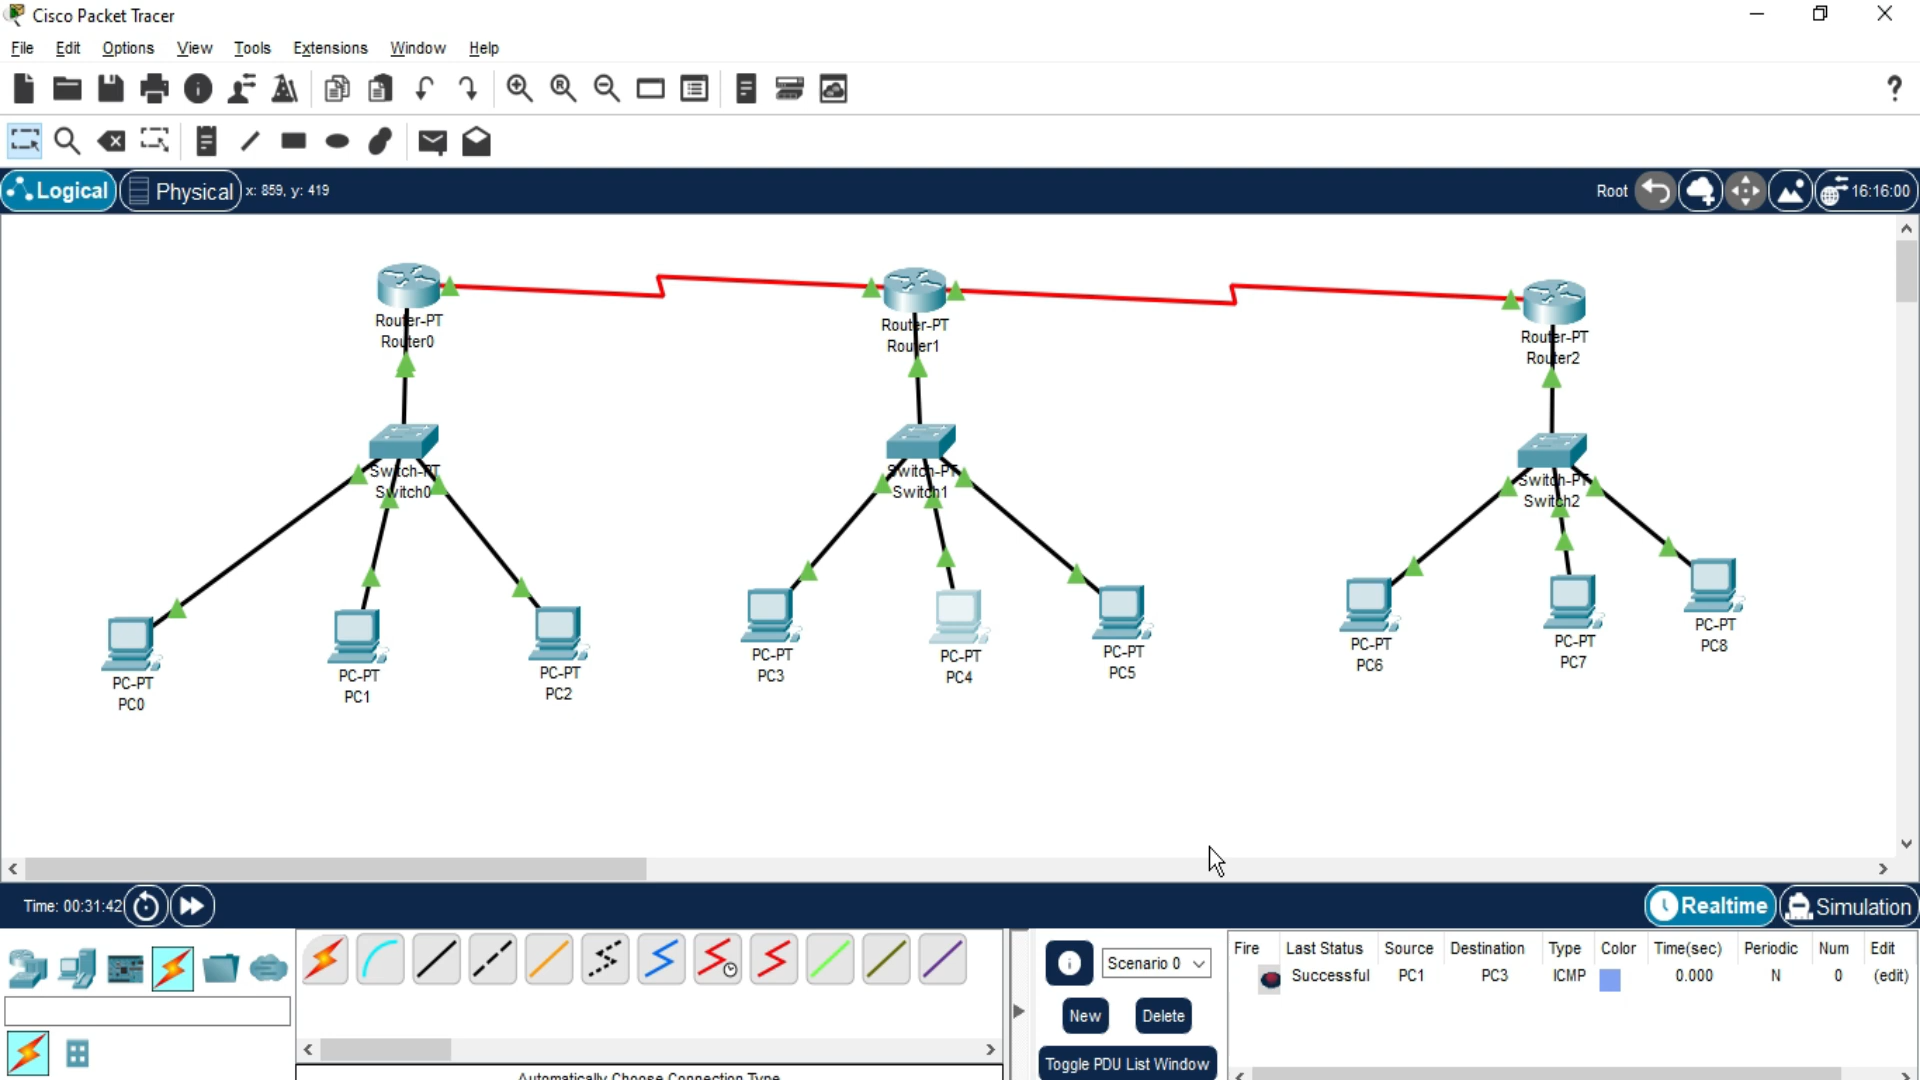 Cisco Packet Tracer
File Edit Options View Tools Extensions Window Help
?
Logical Physical x: 859, y: 419 Root 16:16:00
Router-PT
Router0
Router-PT
Router1
Router-PT
Router2
Switch-PT
Switch0
Switch-PT
Switch1
Switch-PT
Switch2
PC-PT
PC0
PC-PT
PC1
PC-PT
PC2
PC-PT
PC3
PC-PT
PC4
PC-PT
PC5
PC-PT
PC6
PC-PT
PC7
PC-PT
PC8
Time: 00:31:42 Realtime Simulation
Scenario 0
New Delete
Toggle PDU List Window
Fire Last Status Source Destination Type Color Time(sec) Periodic Num Edit
Successful PC1 PC3 ICMP 0.000 N 0 (edit)
Automatically Choose Connection Type